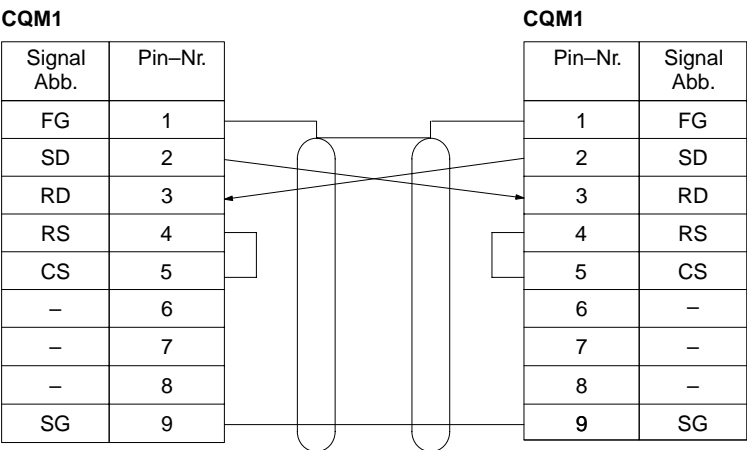 CQM1 CQM1
Signal Abb. Pin–Nr. Pin–Nr. Signal Abb.
FG 1 1 FG
SD 2 2 SD
RD 3 3 RD
RS 4 4 RS
CS 5 5 CS
– 6 6 –
– 7 7 –
– 8 8 –
SG 9 9 SG